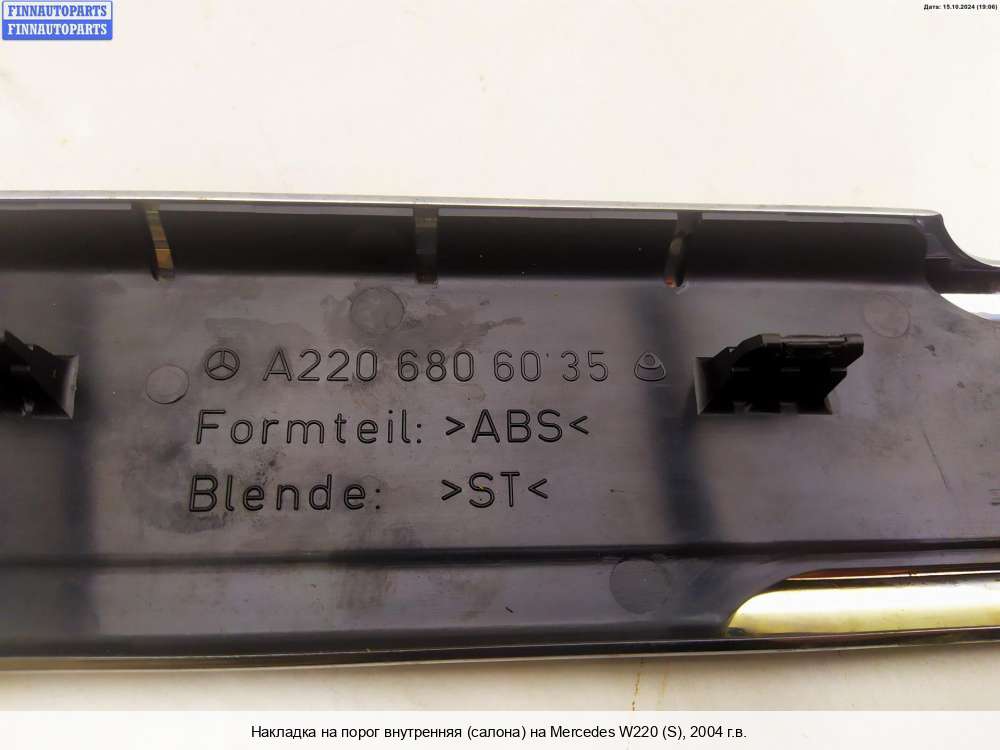 FINNAUTOPARTS
FINNAUTOPARTS
Дата: 15.10.2024 (19:06)
A220 680 60 35
Formteil: >ABS<
Blende: >ST<
Накладка на порог внутренняя (салона) на Mercedes W220 (S), 2004 г.в.